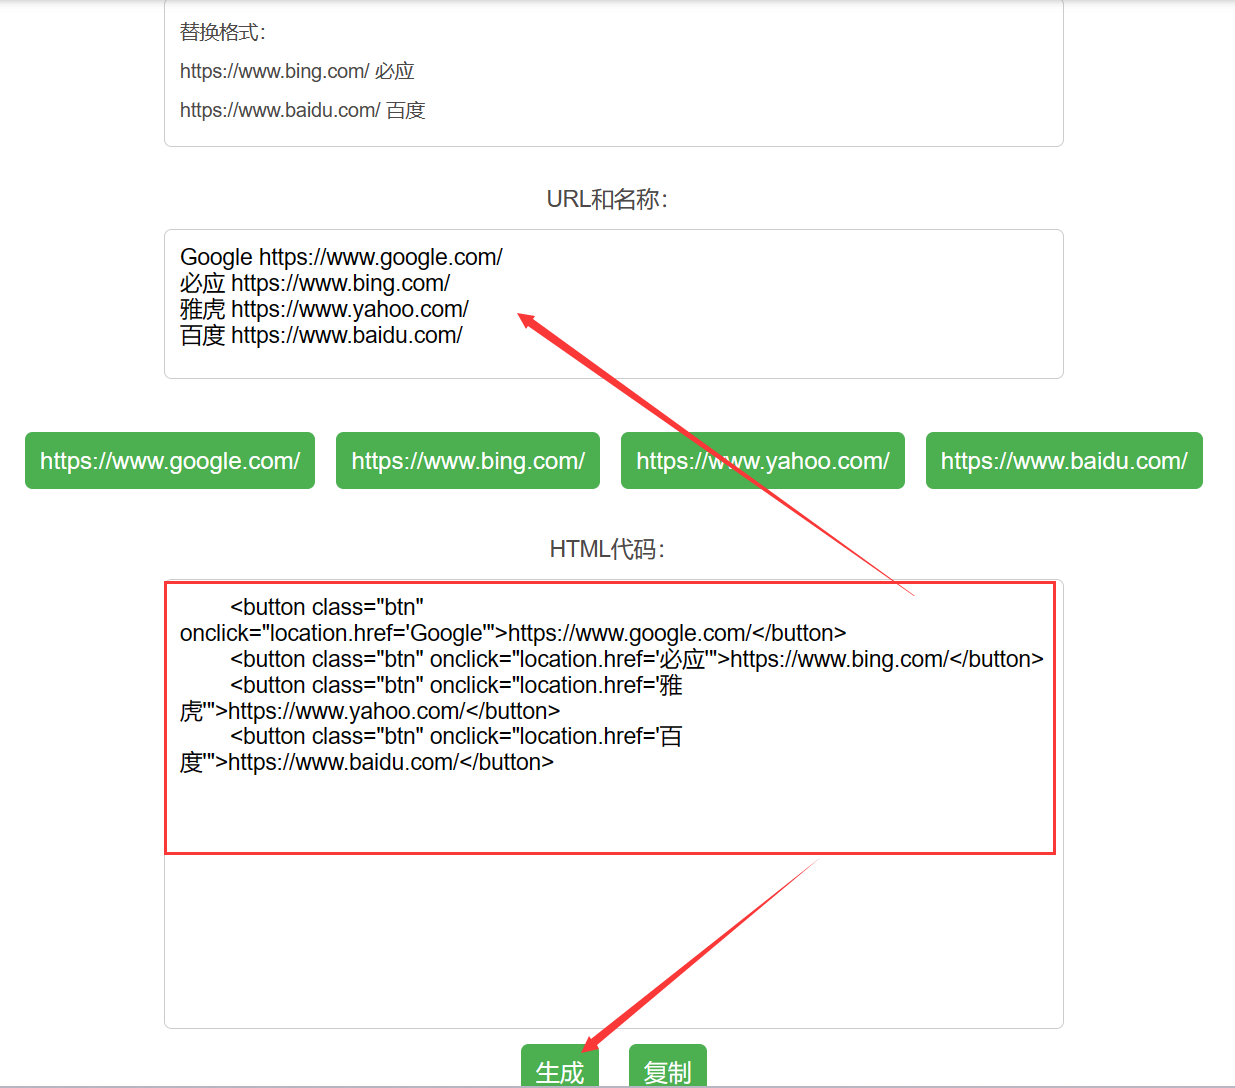 替换格式：
https://www.bing.com/ 必应
https://www.baidu.com/ 百度
URL和名称：
Google https://www.google.com/
必应 https://www.bing.com/
雅虎 https://www.yahoo.com/
百度 https://www.baidu.com/
https://www.google.com/ https://www.bing.com/ https://www.yahoo.com/ https://www.baidu.com/
HTML代码：
<button class="btn"
onclick="location.href='Google'">https://www.google.com/</button>
<button class="btn" onclick="location.href='必应'">https://www.bing.com/</button>
<button class="btn" onclick="location.href='雅
虎'">https://www.yahoo.com/</button>
<button class="btn" onclick="location.href='百
度'">https://www.baidu.com/</button>
生成 复制